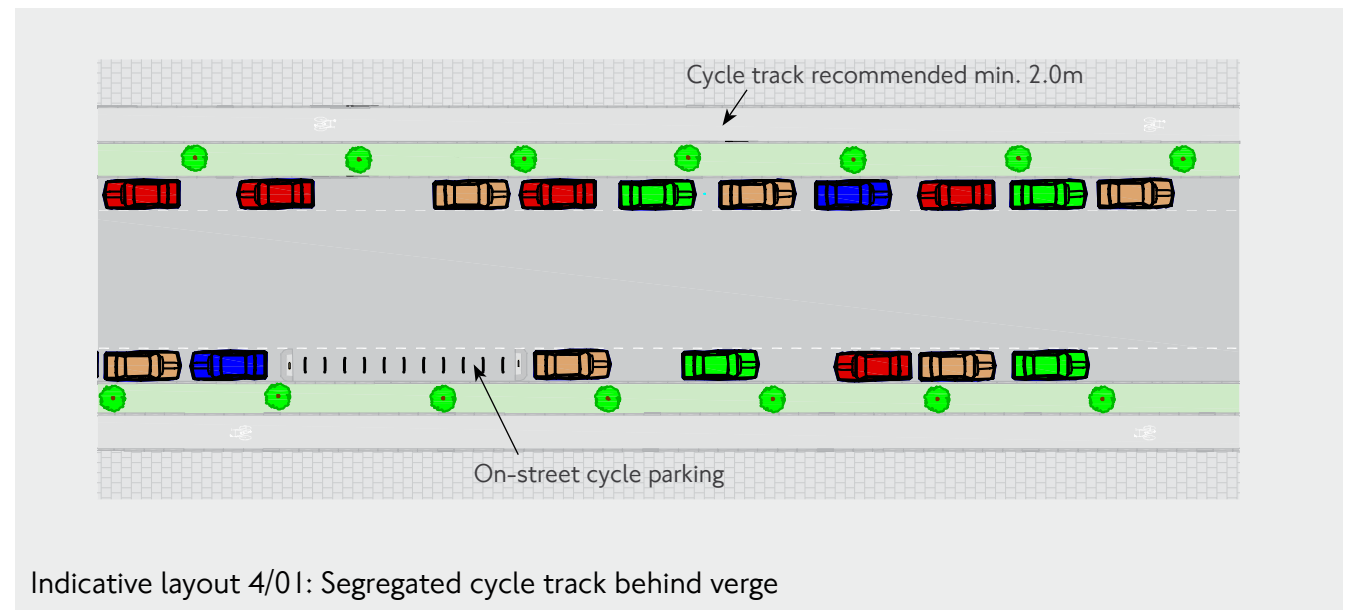 Cycle track recommended min. 2.0m
On-street cycle parking
Indicative layout 4/01: Segregated cycle track behind verge